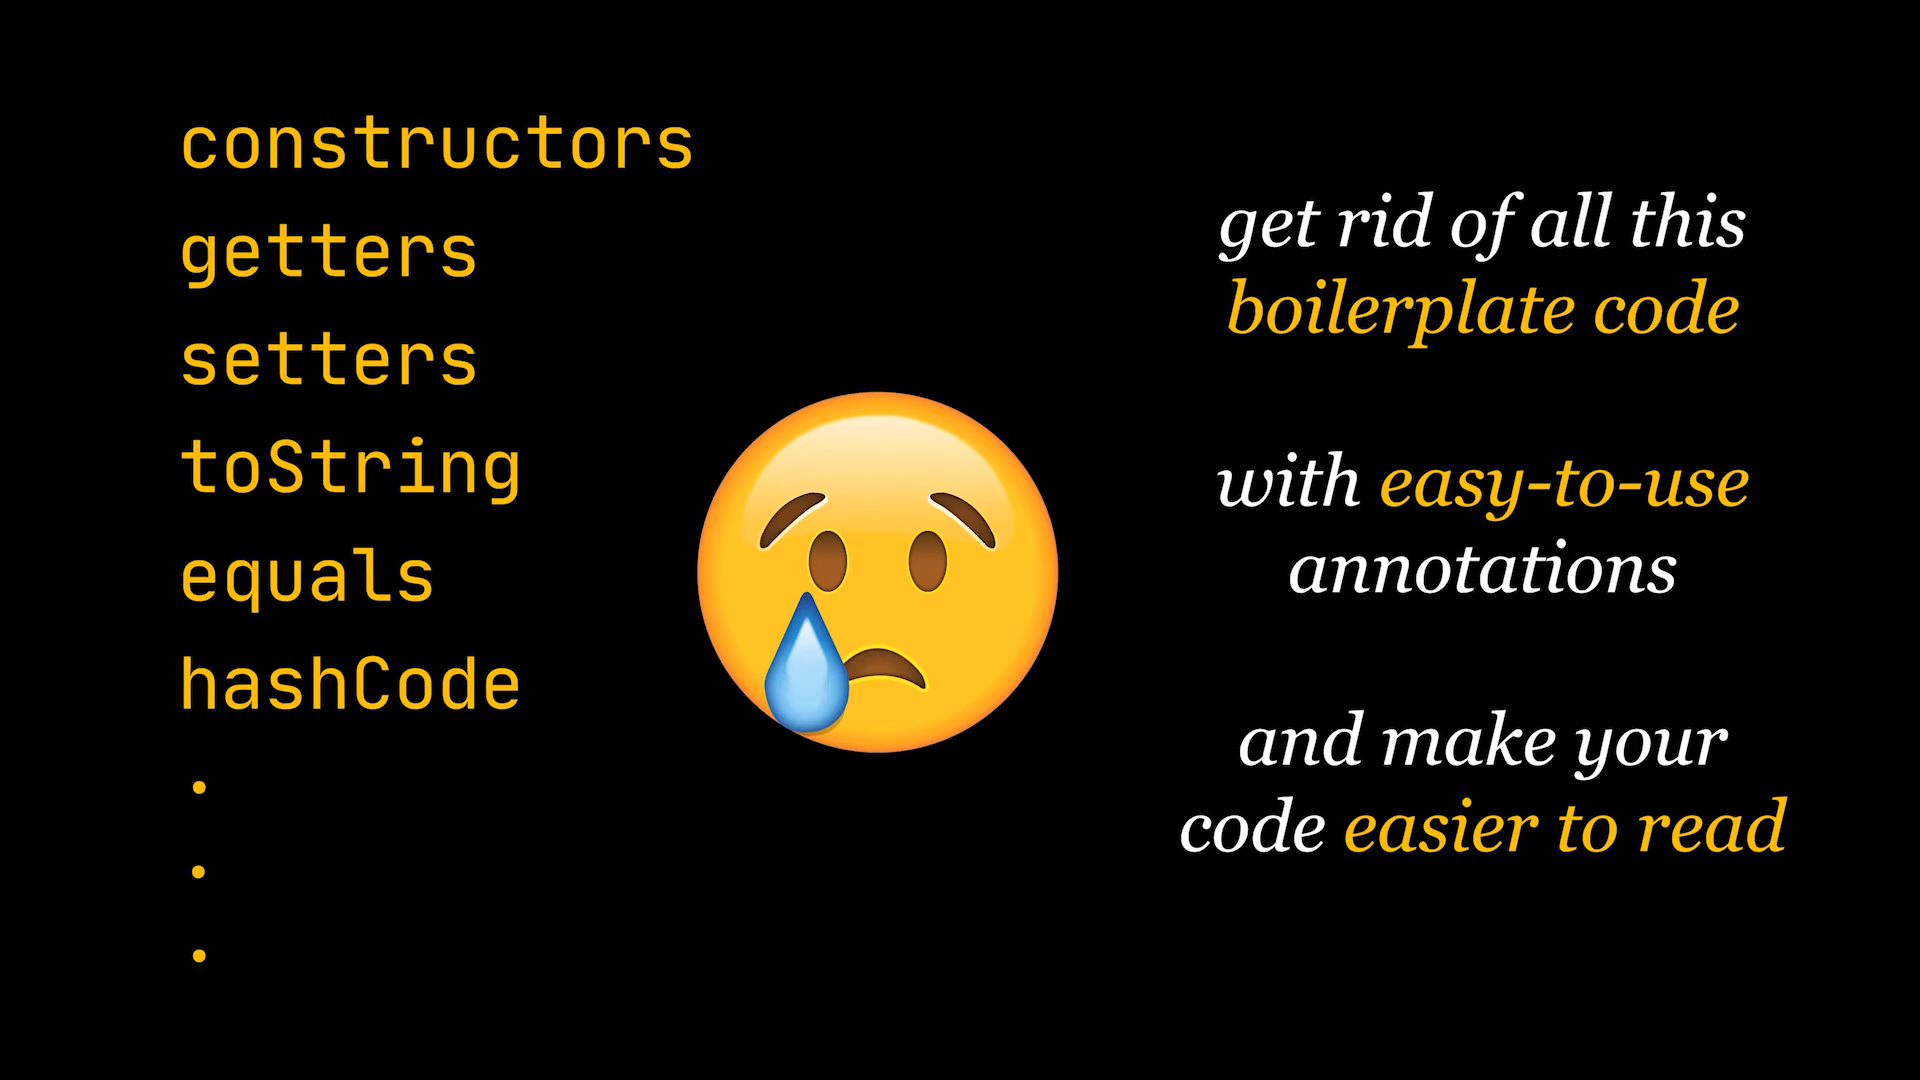 constructors
getters
setters
toString
equals
hashCode
.
.
.
get rid of all this
boilerplate code
with easy-to-use
annotations
and make your
code easier to read